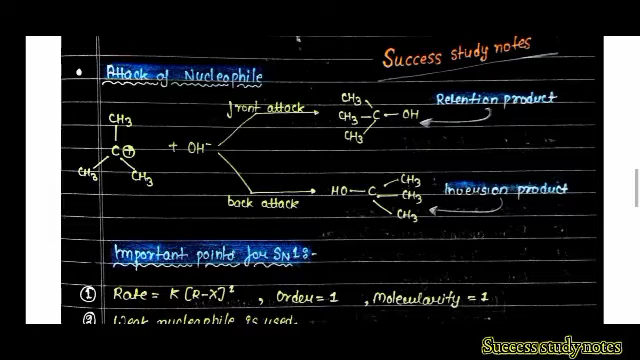 Success study notes
• Attack of Nucleophile
front attack
CH3
CH3 — C — OH
CH3
Retention product
CH3
C ⊕
CH3 CH3
+ OH⁻
back attack
HO — C — CH3
CH3
CH3
Inversion product
Important points for SN1:-
① Rate = K [R-X]¹ , Order = 1 , Molecularity = 1
② Weak nucleophile is used.
Success study notes